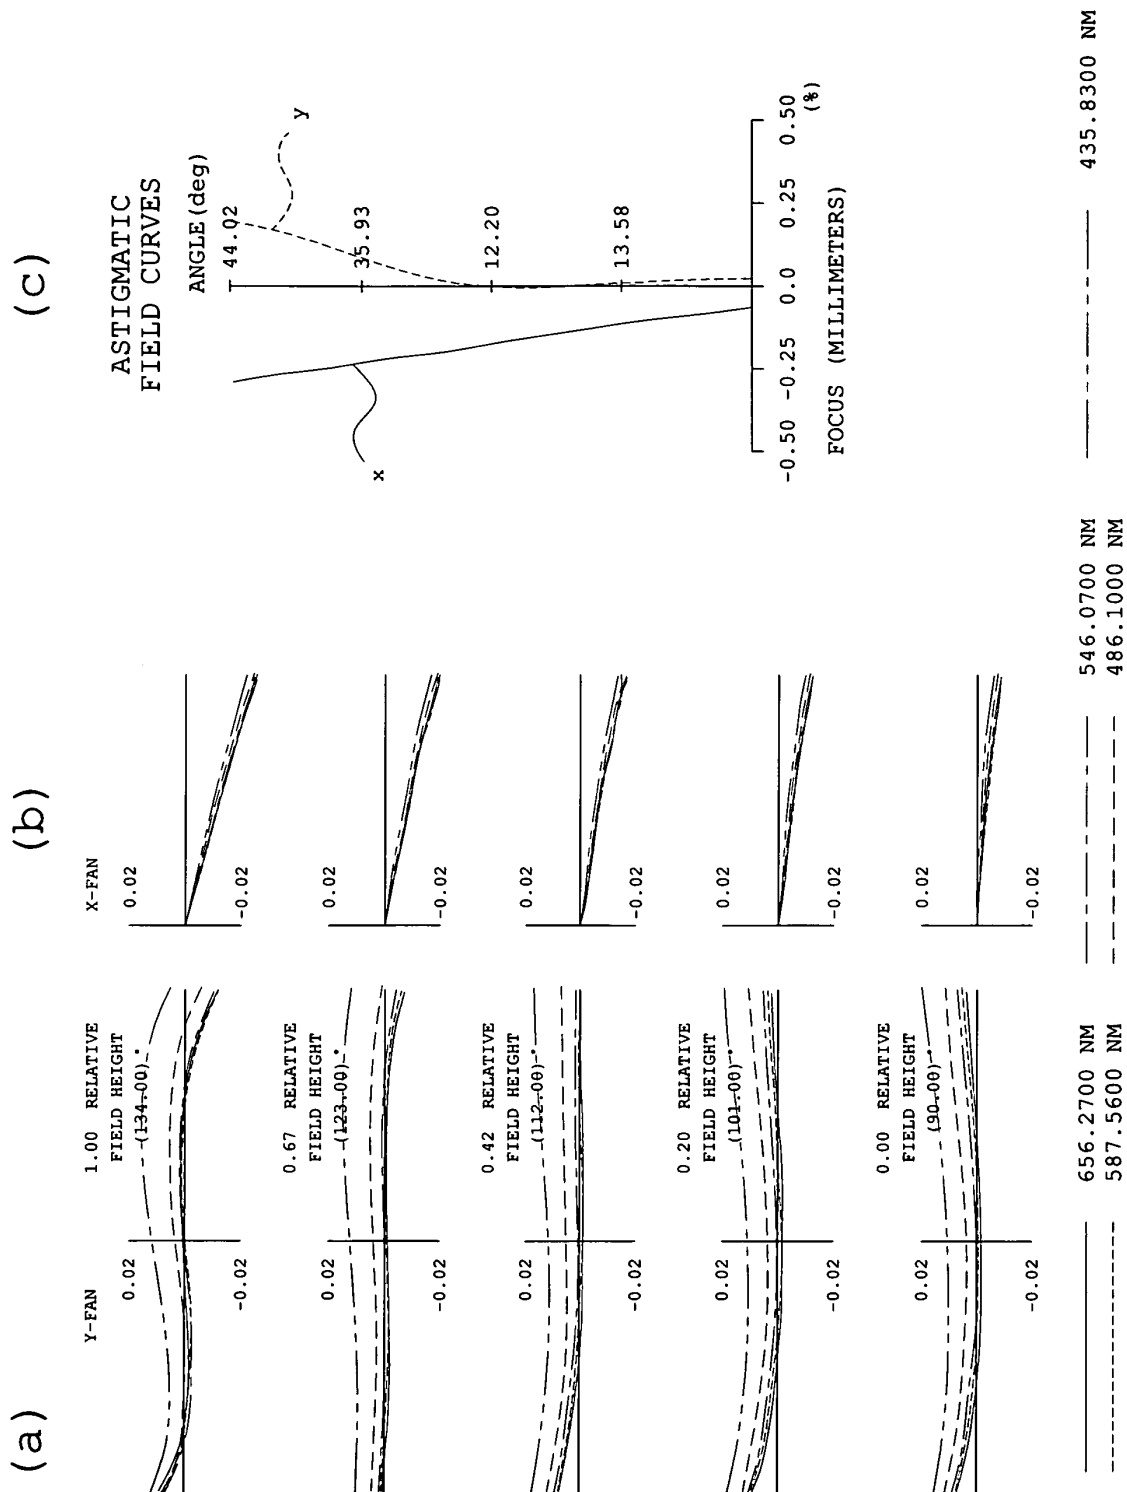 (a)
Y-FAN
1.00 RELATIVE
FIELD HEIGHT
(134.00)°
0.02
-0.02
0.67 RELATIVE
FIELD HEIGHT
(123.00)°
0.02
-0.02
0.42 RELATIVE
FIELD HEIGHT
(112.00)°
0.02
-0.02
0.20 RELATIVE
FIELD HEIGHT
(101.00)°
0.02
-0.02
0.00 RELATIVE
FIELD HEIGHT
(90.00)°
0.02
-0.02
(b)
X-FAN
0.02
-0.02
0.02
-0.02
0.02
-0.02
0.02
-0.02
0.02
-0.02
(c)
ASTIGMATIC
FIELD CURVES
ANGLE(deg)
44.02
35.93
12.20
13.58
x
y
-0.50 -0.25 0.0 0.25 0.50
(%)
FOCUS (MILLIMETERS)
656.2700 NM
587.5600 NM
546.0700 NM
486.1000 NM
435.8300 NM